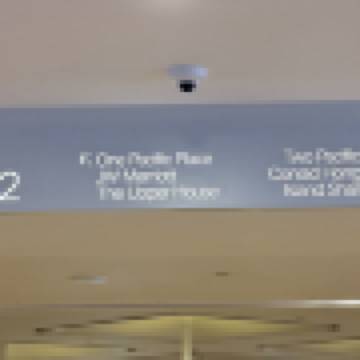 2
One Pacific Place
JW Marriott
The Upper House
Two Pacific
Conrad Hong
Island Shan